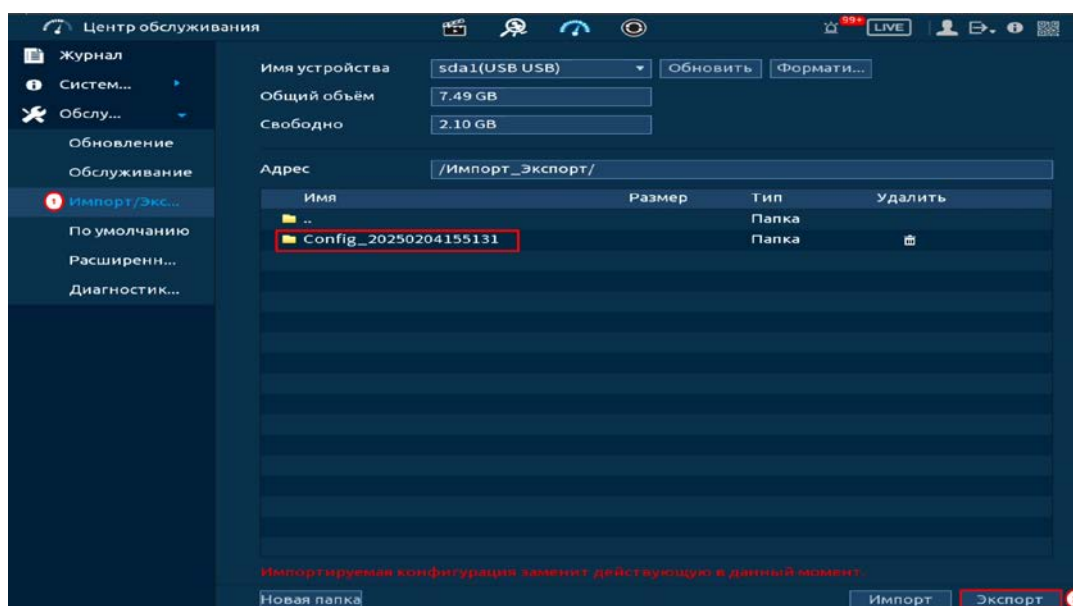 Центр обслуживания 99+ LIVE
Журнал
Систем...
Обслу...
Обновление
Обслуживание
1 Импорт/Экс...
По умолчанию
Расширенн...
Диагностик...
Имя устройства sda1(USB USB) Обновить Формати...
Общий объём 7.49 GB
Свободно 2.10 GB
Адрес /Импорт_Экспорт/
Имя Размер Тип Удалить
.. Папка
Config_20250204155131 Папка
Импортируемая конфигурация заменит действующую в данный момент.
Новая папка Импорт Экспорт